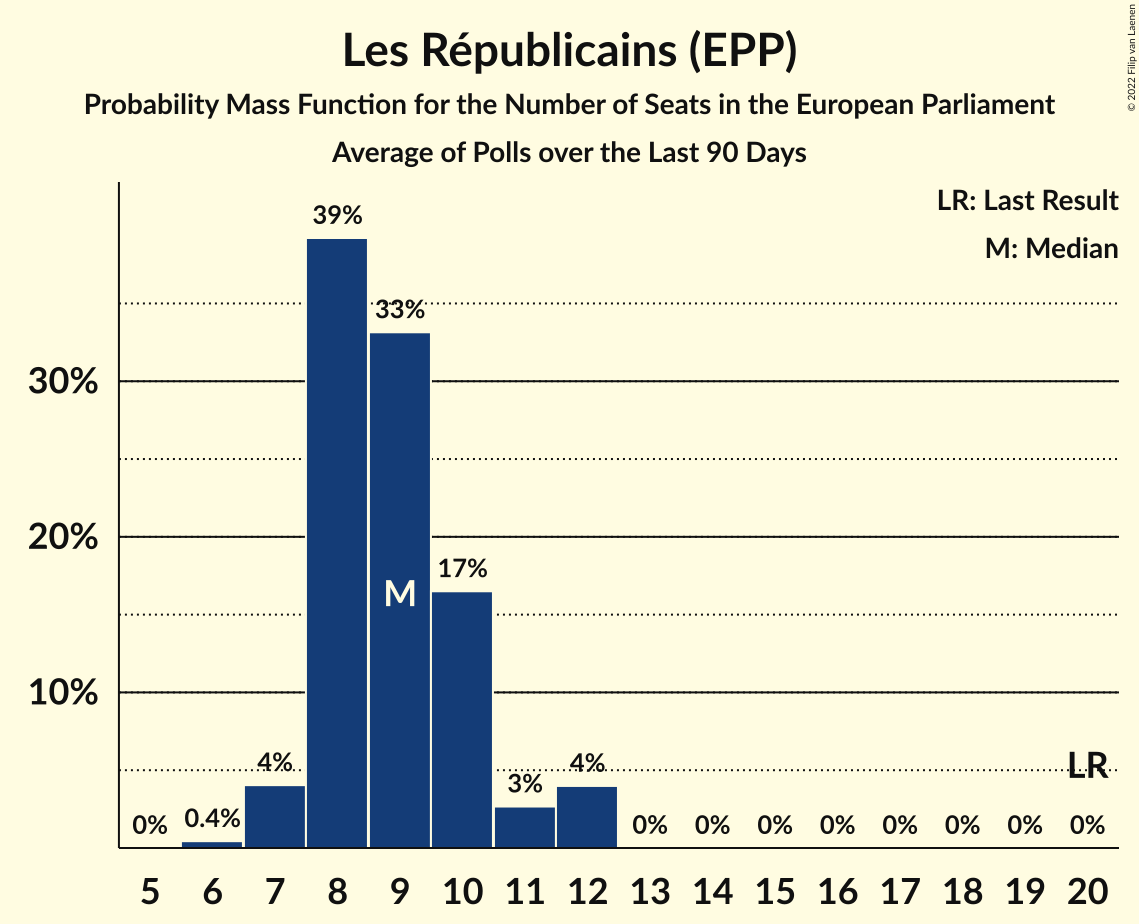 Les Républicains (EPP)
Probability Mass Function for the Number of Seats in the European Parliament
Average of Polls over the Last 90 Days
© 2022 Filip van Laenen
LR: Last Result
M: Median
39%
33%
30%
20%
17%
M
10%
4%
3%
4%
LR
0%
0.4%
0%
0%
0%
0%
0%
0%
0%
0%
5 6 7 8 9 10 11 12 13 14 15 16 17 18 19 20